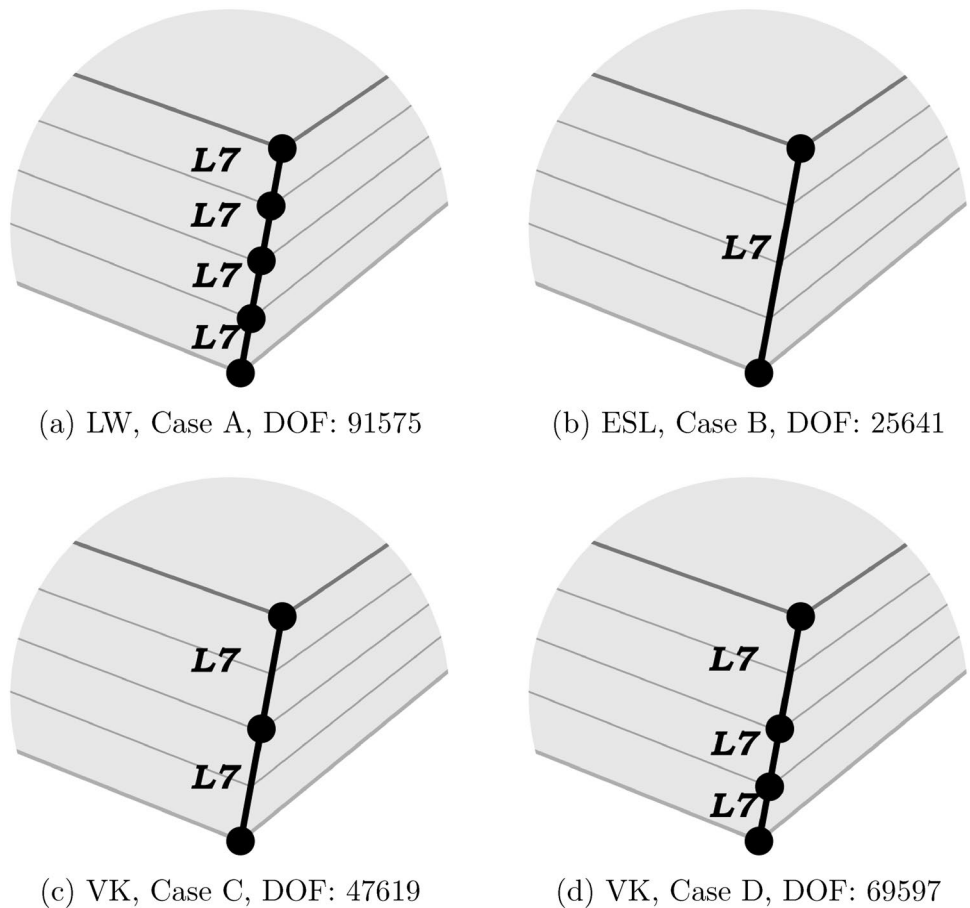 L7
L7
L7
L7
L7
(a) LW, Case A, DOF: 91575
(b) ESL, Case B, DOF: 25641
L7
L7
L7
L7
L7
(c) VK, Case C, DOF: 47619
(d) VK, Case D, DOF: 69597